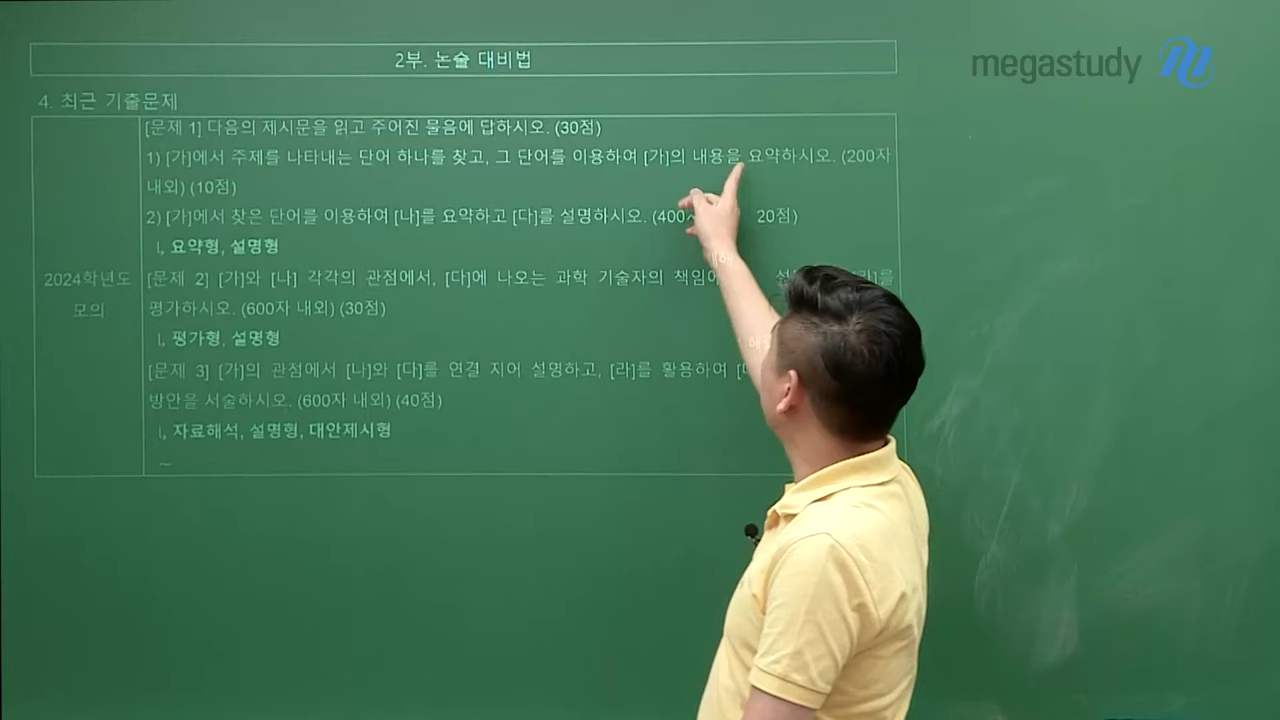 2부. 논술 대비법
megastudy
4. 최근 기출문제
2024학년도
모의
[문제 1] 다음의 제시문을 읽고 주어진 물음에 답하시오. (30점)
1) [가]에서 주제를 나타내는 단어 하나를 찾고, 그 단어를 이용하여 [가]의 내용을 요약하시오. (200자
내외) (10점)
2) [가]에서 찾은 단어를 이용하여 [나]를 요약하고 [다]를 설명하시오. (400자 20점)
ㄴ, 요약형, 설명형
[문제 2] [가]와 [나] 각각의 관점에서, [다]에 나오는 과학 기술자의 책임에
평가하시오. (600자 내외) (30점)
ㄴ, 평가형, 설명형
[문제 3] [가]의 관점에서 [나]와 [다]를 연결 지어 설명하고, [라]를 활용하여
방안을 서술하시오. (600자 내외) (40점)
ㄴ, 자료해석, 설명형, 대안제시형
~